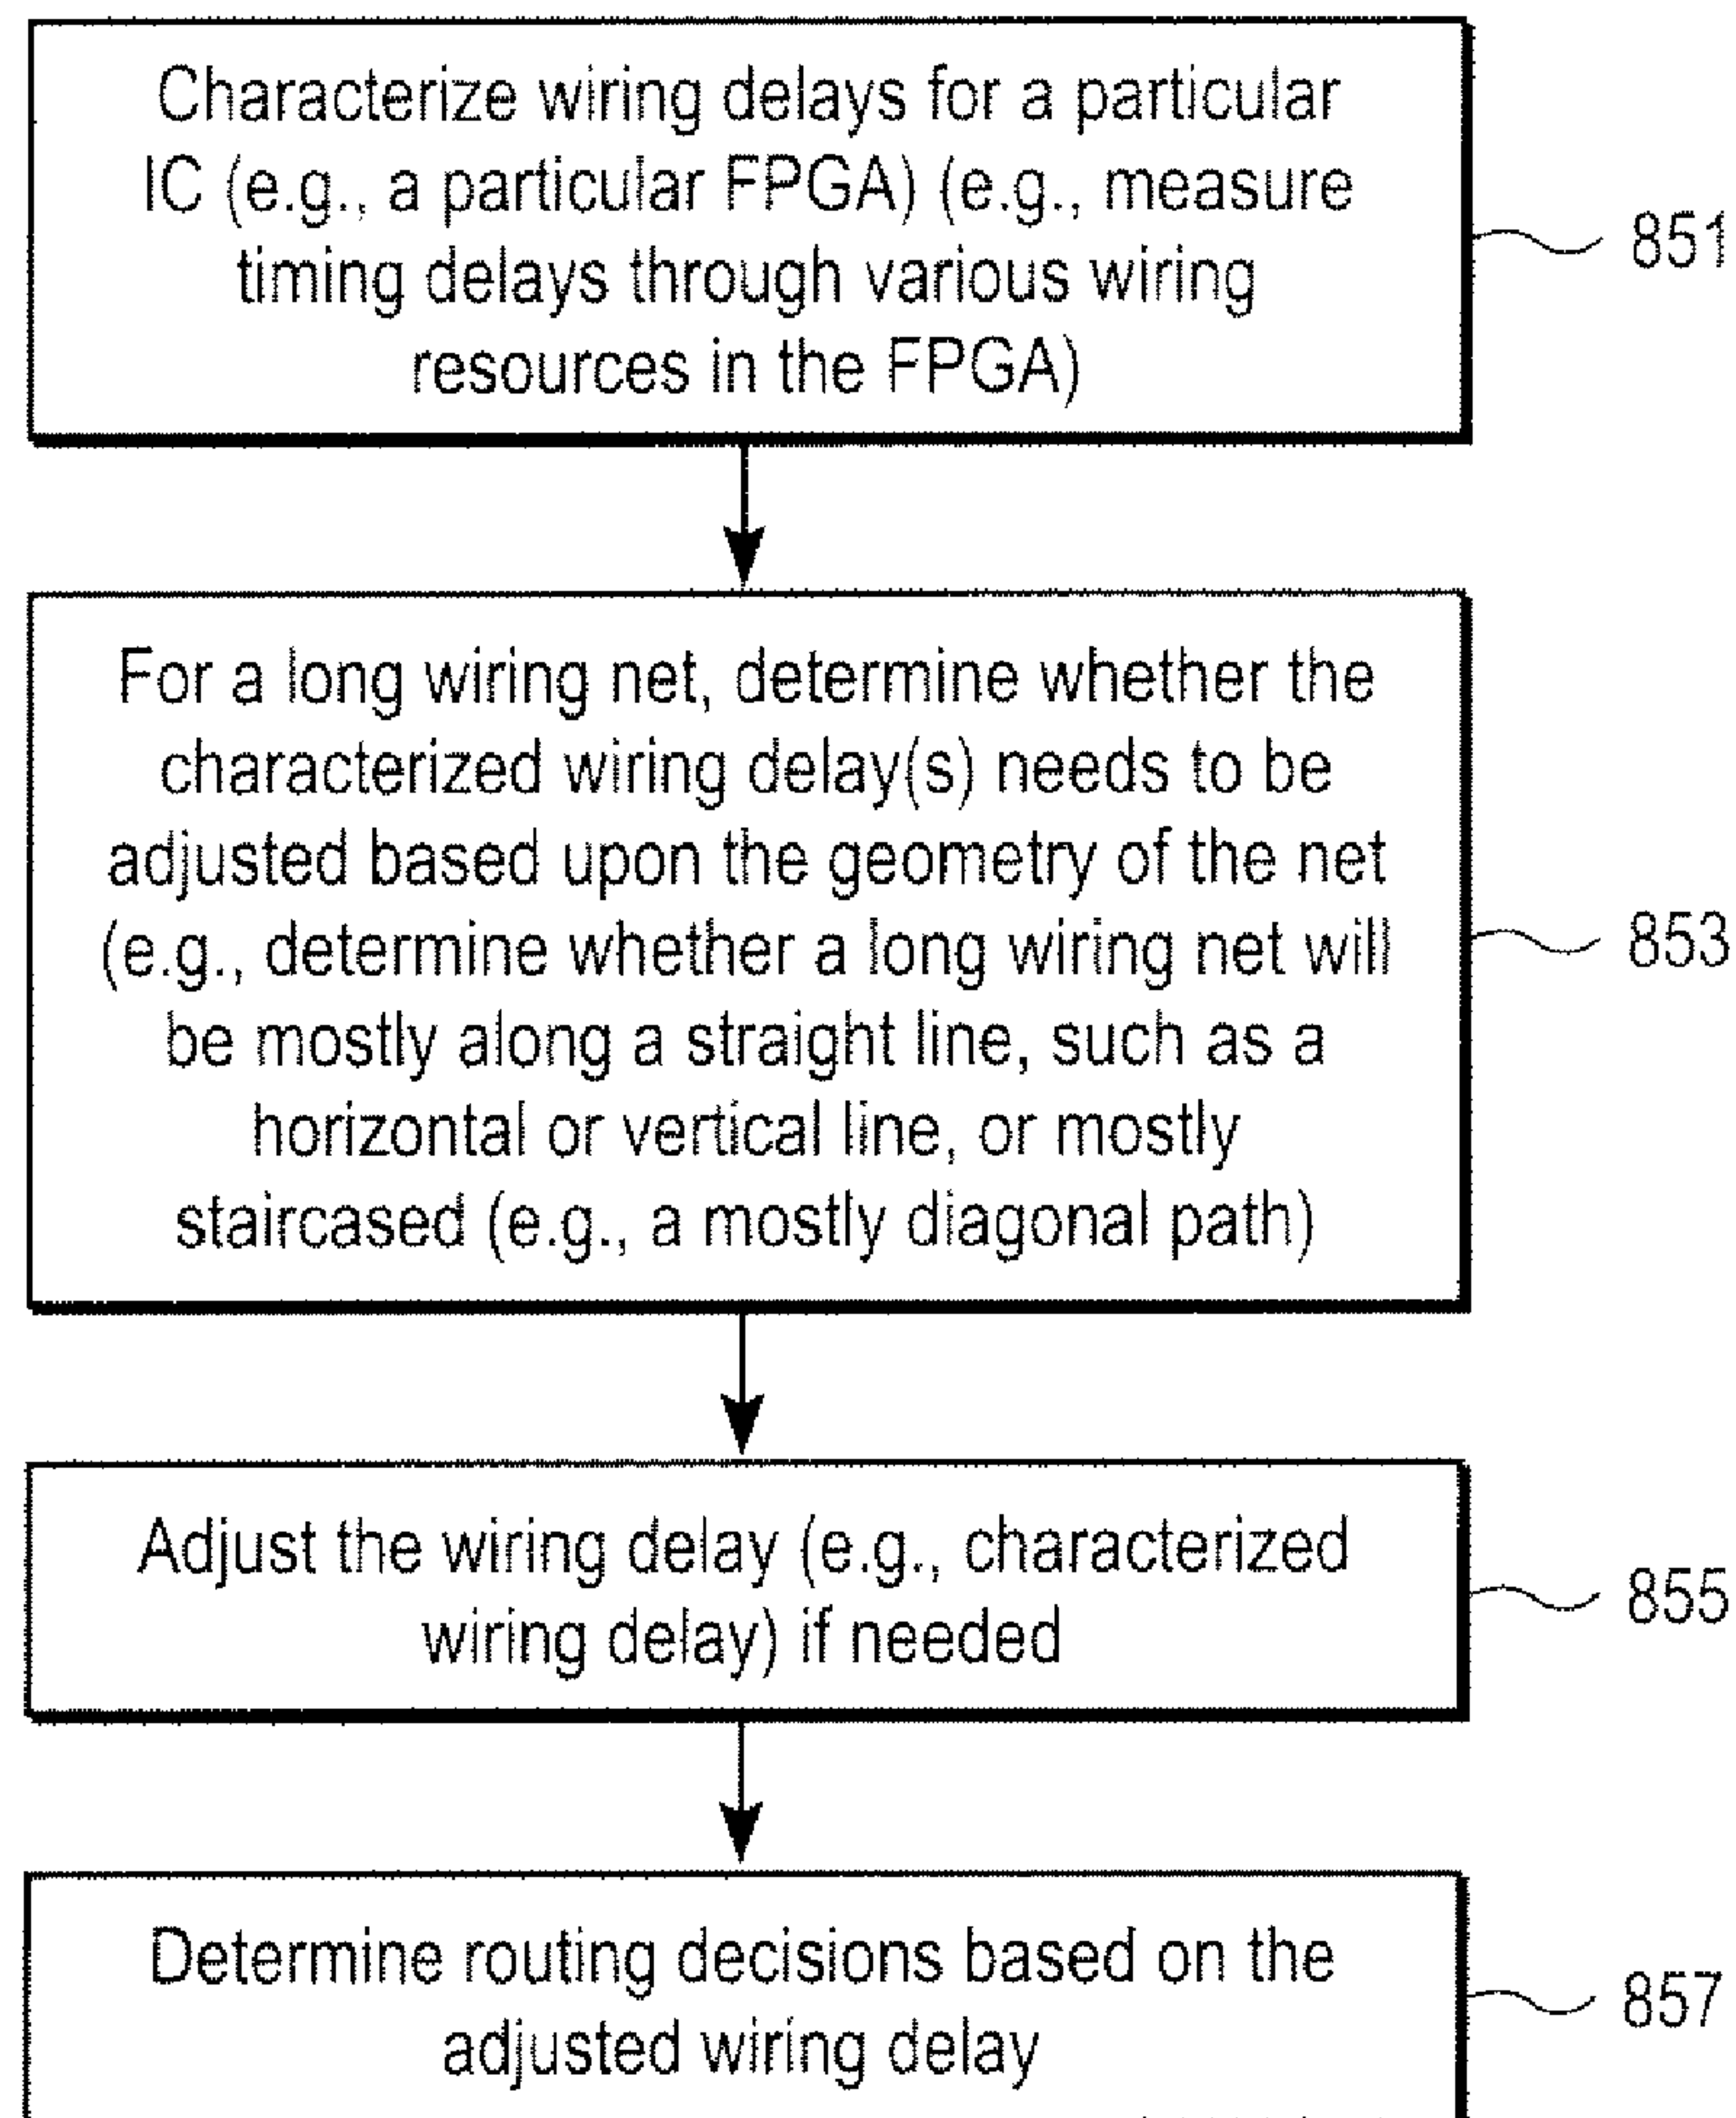 Characterize wiring delays for a particular
IC (e.g., a particular FPGA) (e.g., measure
timing delays through various wiring
resources in the FPGA)
851
For a long wiring net, determine whether the
characterized wiring delay(s) needs to be
adjusted based upon the geometry of the net
(e.g., determine whether a long wiring net will
be mostly along a straight line, such as a
horizontal or vertical line, or mostly
staircased (e.g., a mostly diagonal path)
853
Adjust the wiring delay (e.g., characterized
wiring delay) if needed
855
Determine routing decisions based on the
adjusted wiring delay
857